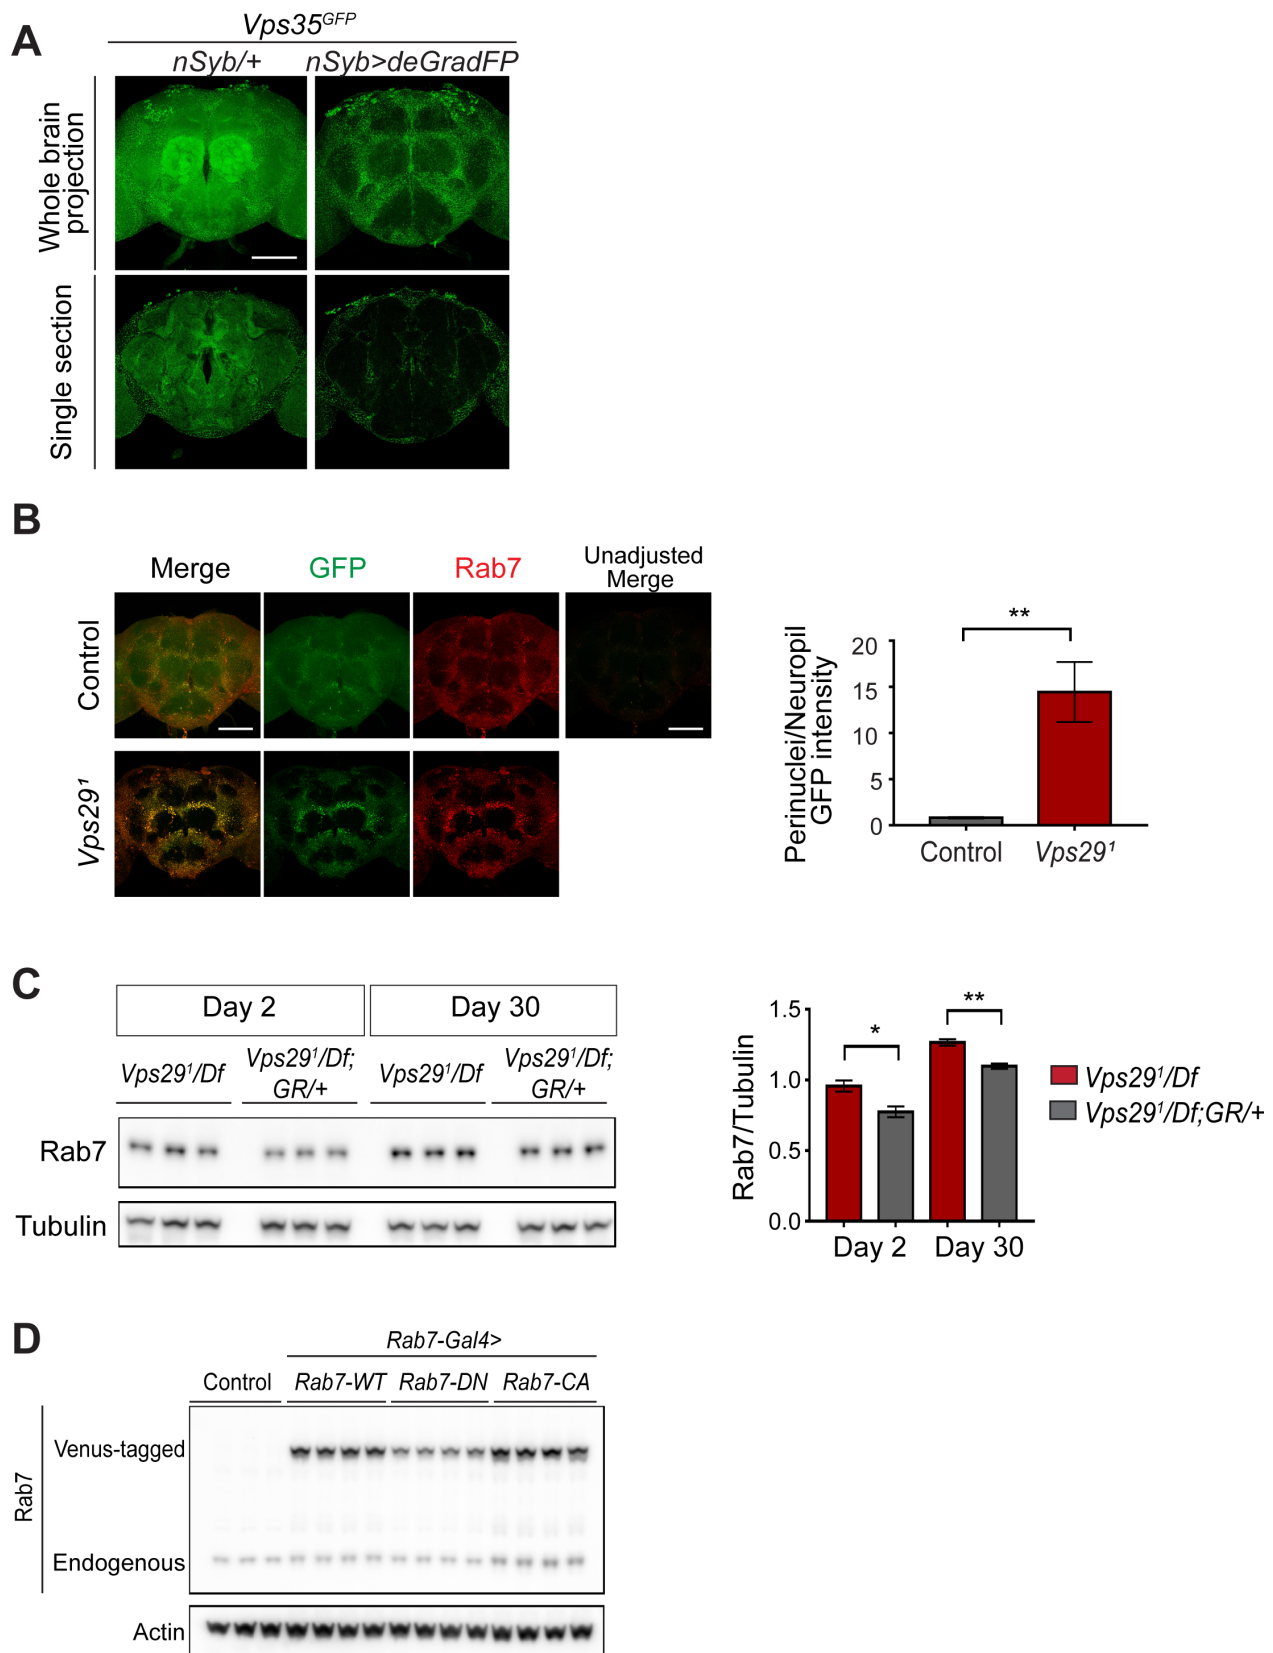 A
Vps35ᴳᶠᴾ
nSyb/+
nSyb>deGradFP
Whole brain
projection
Single section
B
Merge
GFP
Rab7
Unadjusted
Merge
Control
Vps29¹
Perinuclei/Neuropil
GFP intensity
**
20
15
10
5
0
Control
Vps29¹
C
Day 2
Day 30
Vps29¹/Df
Vps29¹/Df;
GR/+
Vps29¹/Df
Vps29¹/Df;
GR/+
Rab7
Tubulin
Rab7/Tubulin
1.5
1.0
0.5
0.0
*
**
Day 2
Day 30
Vps29¹/Df
Vps29¹/Df;GR/+
D
Rab7-Gal4>
Control
Rab7-WT
Rab7-DN
Rab7-CA
Rab7
Venus-tagged
Endogenous
Actin